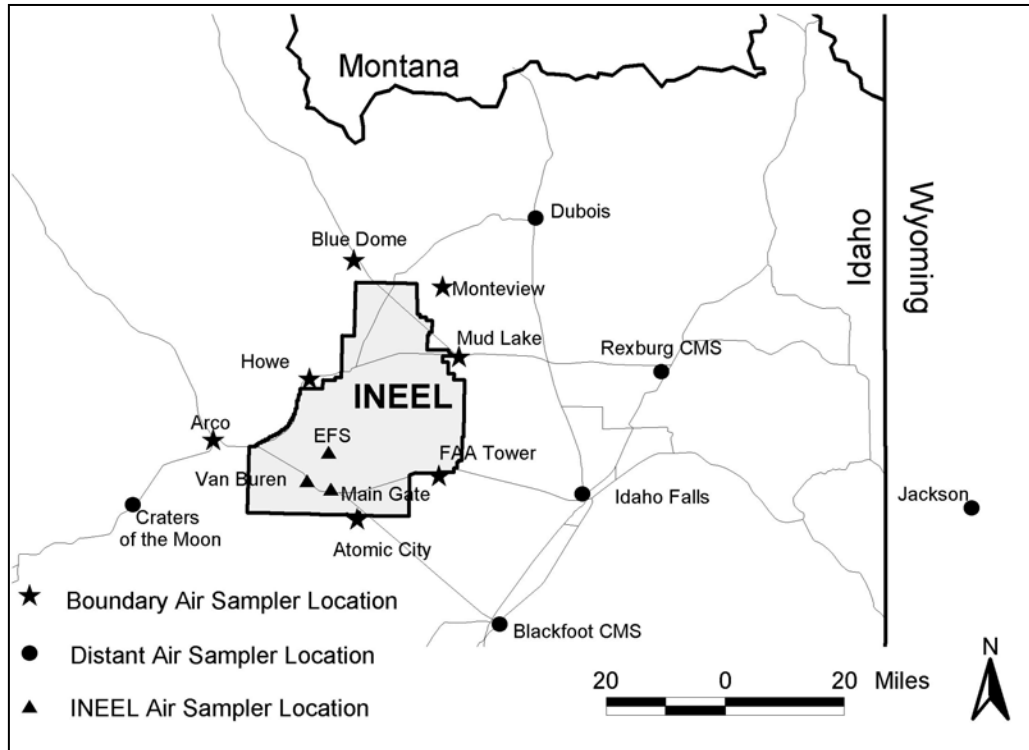 Montana
Dubois
Blue Dome
Monteview
Idaho
Wyoming
Mud Lake
Rexburg CMS
Howe
INEEL
Arco
EFS
FAA Tower
Van Buren
Main Gate
Idaho Falls
Jackson
Craters
of the Moon
Atomic City
Blackfoot CMS
Boundary Air Sampler Location
Distant Air Sampler Location
INEEL Air Sampler Location
20 0 20 Miles
N